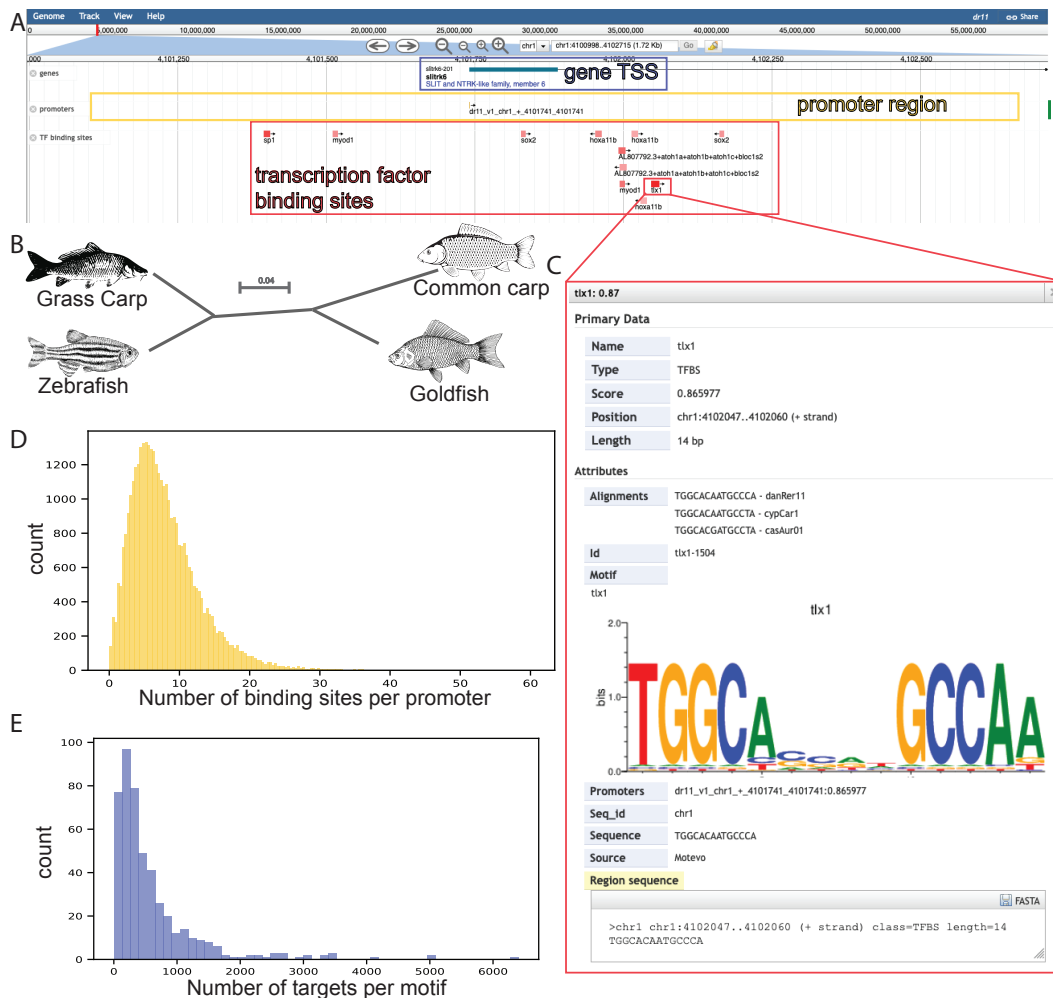 A
Genome Track View Help dr11 Share
0 5,000,000 10,000,000 15,000,000 20,000,000 25,000,000 30,000,000 35,000,000 40,000,000 45,000,000 50,000,000 55,000,000
chr1 chr1:4100998..4102715 (1.72 Kb) Go
,000 4,101,250 4,101,500 4,101,750 4,102,000 4,102,250 4,102,500
genes
slitrk6-201
slitrk6
SLIT and NTRK-like family, member 6
gene TSS
promoters
dr11_v1_chr1_+_4101741_4101741
promoter region
TF binding sites
sp1 myod1 sox2 hoxa11b hoxa11b sox2
AL807792.3+atoh1a+atoh1b+atoh1c+bloc1s2
AL807792.3+atoh1a+atoh1b+atoh1c+bloc1s2
myod1 tlx1
hoxa11b
transcription factor
binding sites
B
Grass Carp
0.04
Common carp
Zebrafish
Goldfish
C
tlx1: 0.87
Primary Data
Name tlx1
Type TFBS
Score 0.865977
Position chr1:4102047..4102060 (+ strand)
Length 14 bp
Attributes
Alignments TGGCACAATGCCCA - danRer11
TGGCACAATGCCTA - cypCar1
TGGCACGATGCCTA - casAur01
Id tlx1-1504
Motif
tlx1
tlx1
2.0
bits
1.0
0.0
TGGCA GCCAA
Promoters dr11_v1_chr1_+_4101741_4101741:0.865977
Seq_id chr1
Sequence TGGCACAATGCCCA
Source Motevo
Region sequence
FASTA
>chr1 chr1:4102047..4102060 (+ strand) class=TFBS length=14
TGGCACAATGCCCA
D
1200
1000
800
600
400
200
0
count
0 10 20 30 40 50 60
Number of binding sites per promoter
E
100
80
60
40
20
0
count
0 1000 2000 3000 4000 5000 6000
Number of targets per motif